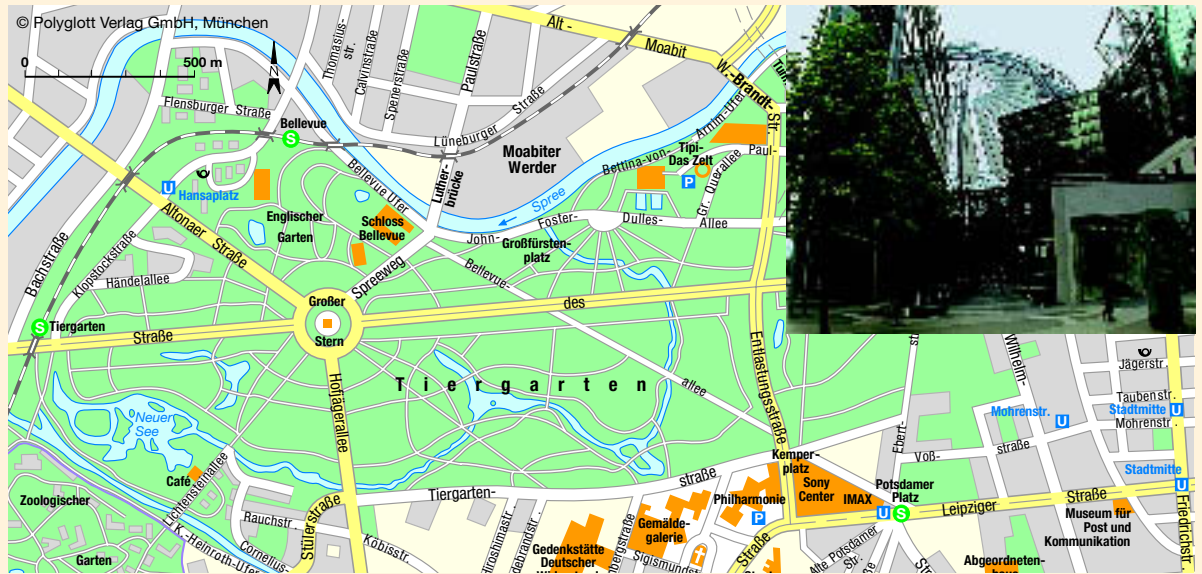 © Polyglott Verlag GmbH, München
0 500 m
N
Alt - Moabit
W.-Brandt-Str.
Thomasius-
str.
Calvinstraße
Spenerstraße
Paulstraße
Flensburger Straße
Bellevue
S
Lüneburger Straße
Moabiter
Werder
Bettina-von-Arnim-Ufer
Tipi-
Das Zelt
Paul-
P
Gr. Querallee
U
Hansaplatz
Bellevue Ufer
Luther-
brücke
Spree
Englischer
Garten
Schloss
Bellevue
John-Foster-Dulles-Allee
Großfürsten-
platz
Altonaer Straße
Bachstraße
Klopstockstraße
Händelallee
Spreeweg
Bellevue-allee
Großer
Stern
S Tiergarten
Straße des
Entlastungsstraße
Tiergarten
Hofjägerallee
Neuer
See
Café
Lichtensteinallee
Zoologischer
Garten
Rauchstr.
K.-Heinroth-Ufer
Cornelius-
Stülerstraße
Köbisstr.
Tiergarten-straße
Hiroshimastr.
Hildebrandstr.
Gedenkstätte
Deutscher
Gemälde-
galerie
Sigismundstr.
Philharmonie
P
Straße
Kemper-
platz
Sony
Center
IMAX
Potsdamer
Platz
U S
Alte Potsdamer
Str.
Leipziger Straße
Ebert-
Voß-straße
Wilhelm-
Mohrenstr.
U
Jägerstr.
Taubenstr.
Stadtmitte U
Mohrenstr.
Stadtmitte
U
Friedrichstr.
Museum für
Post und
Kommunikation
Abgeordneten-